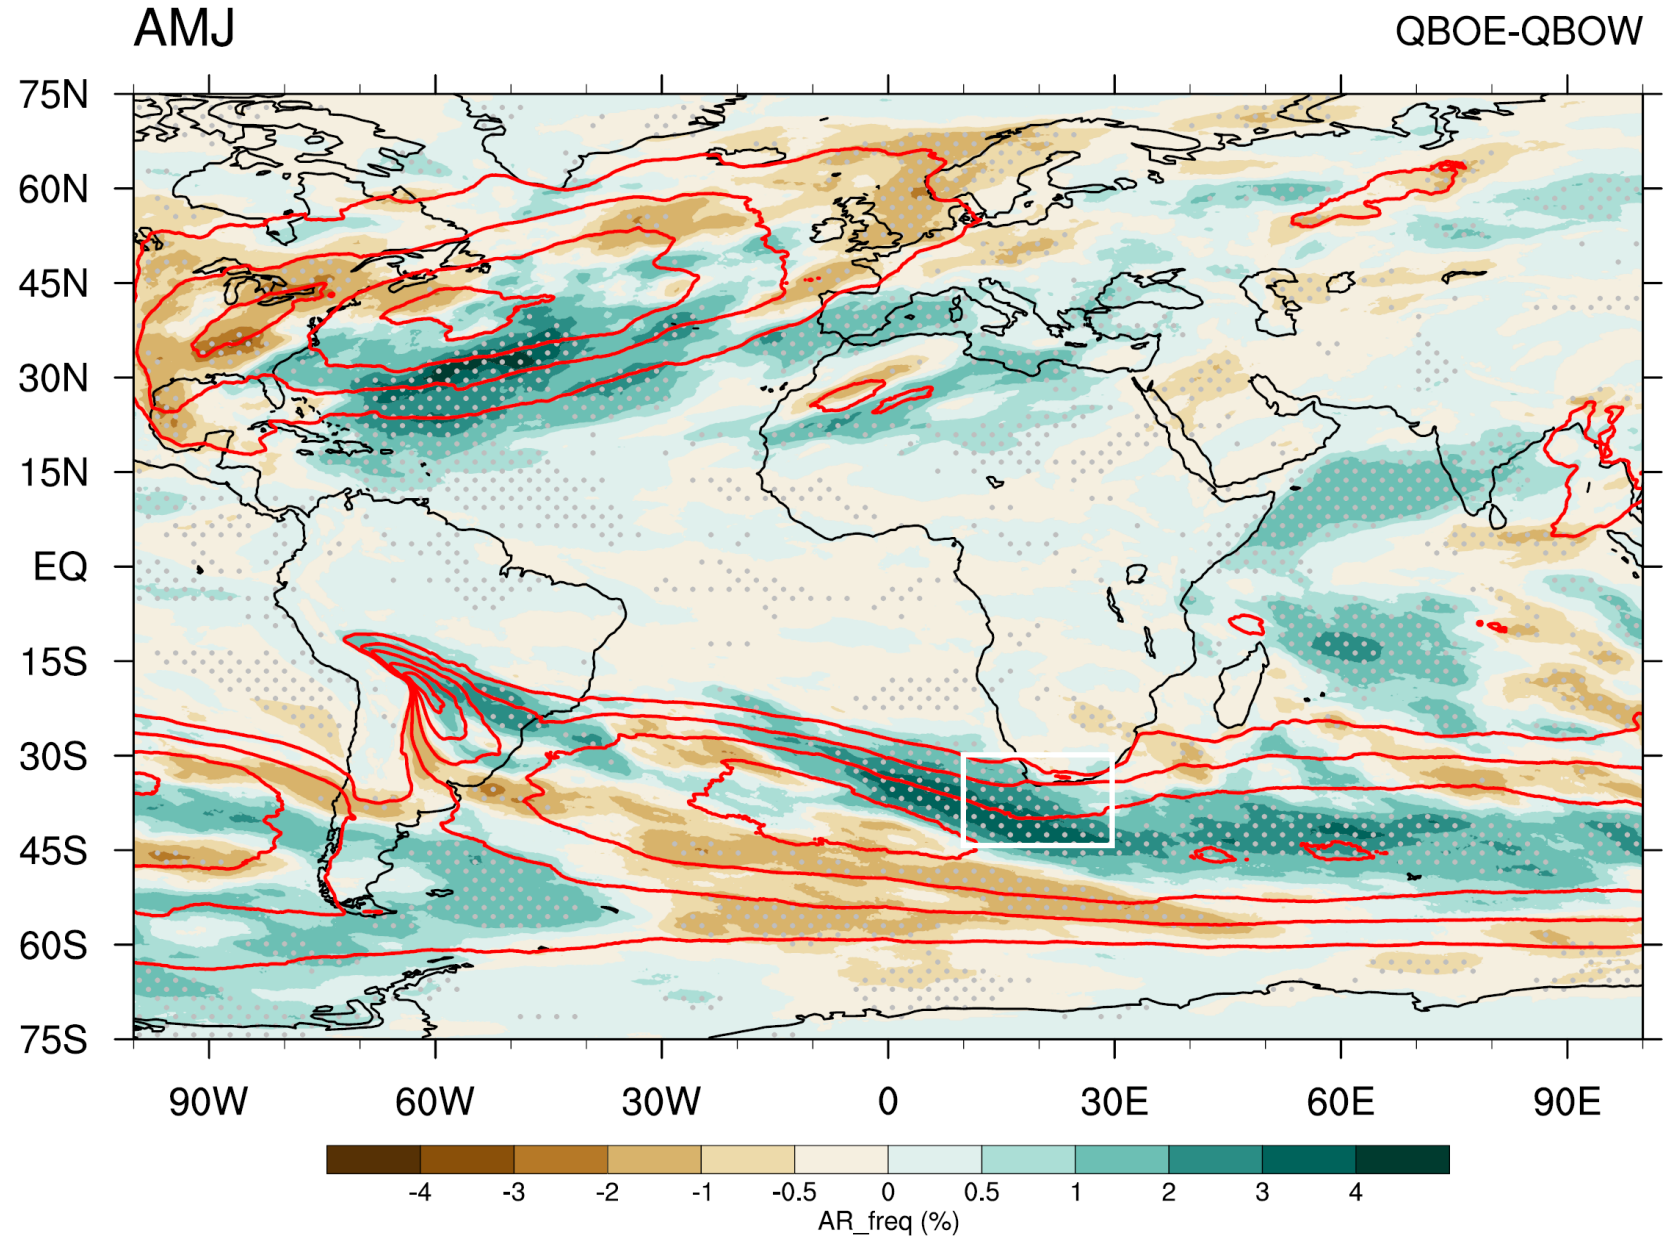 AMJ QBOE-QBOW
75N
60N
45N
30N
15N
EQ
15S
30S
45S
60S
75S
90W 60W 30W 0 30E 60E 90E
-4 -3 -2 -1 -0.5 0 0.5 1 2 3 4
AR_freq (%)